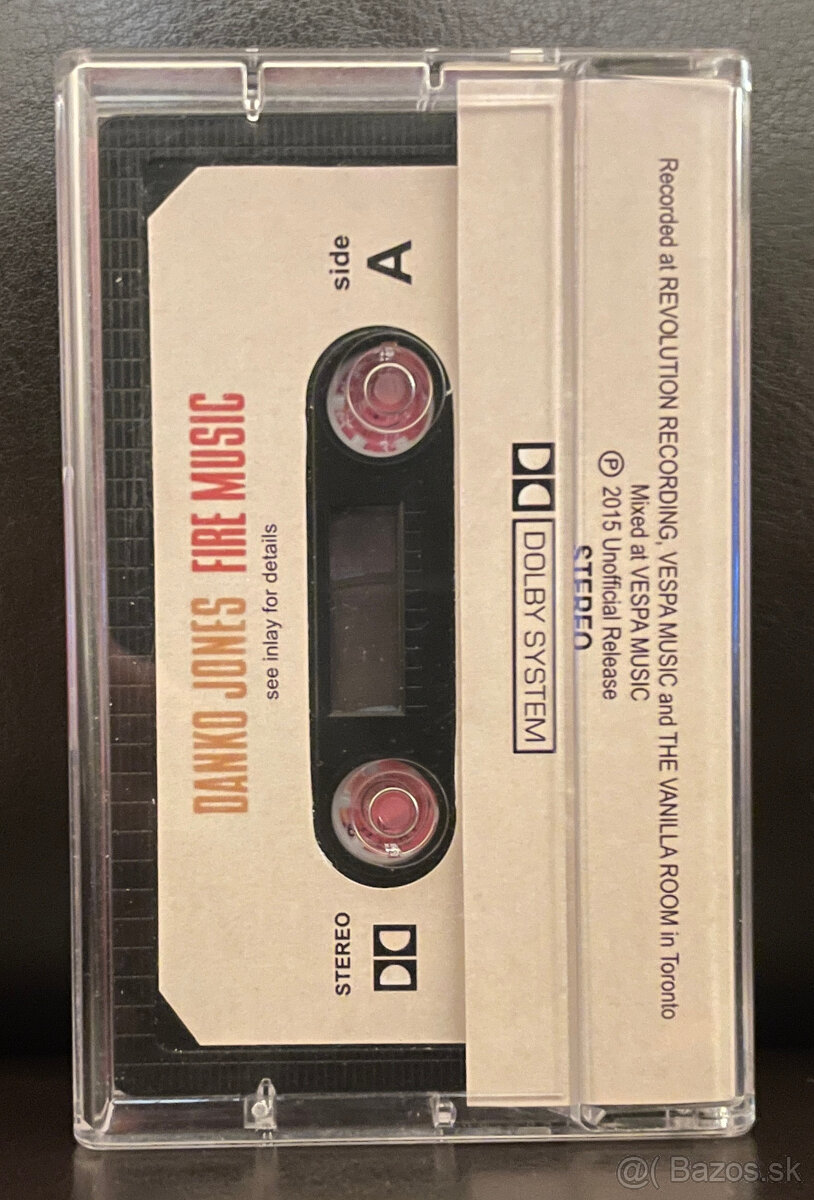 DANKO JONES FIRE MUSIC
see inlay for details
side
A
STEREO
DOLBY SYSTEM
STEREO
Recorded at REVOLUTION RECORDING, VESPA MUSIC and THE VANILLA ROOM in Toronto
Mixed at VESPA MUSIC
Ⓟ 2015 Unofficial Release
@( Bazos.sk